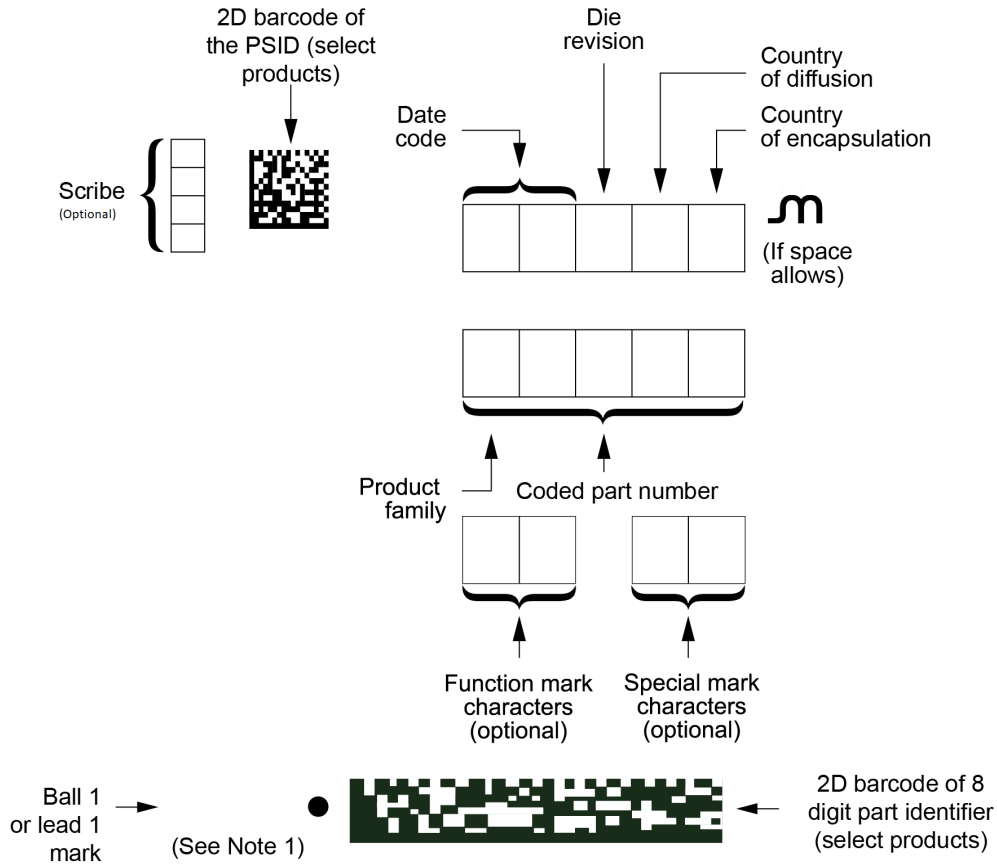 2D barcode of
the PSID (select
products)
Die
revision
Country
of diffusion
Date
code
Country
of encapsulation
Scribe
(Optional)
(If space
allows)
Product
family
Coded part number
Function mark
characters
(optional)
Special mark
characters
(optional)
Ball 1
or lead 1
mark
(See Note 1)
2D barcode of 8
digit part identifier
(select products)